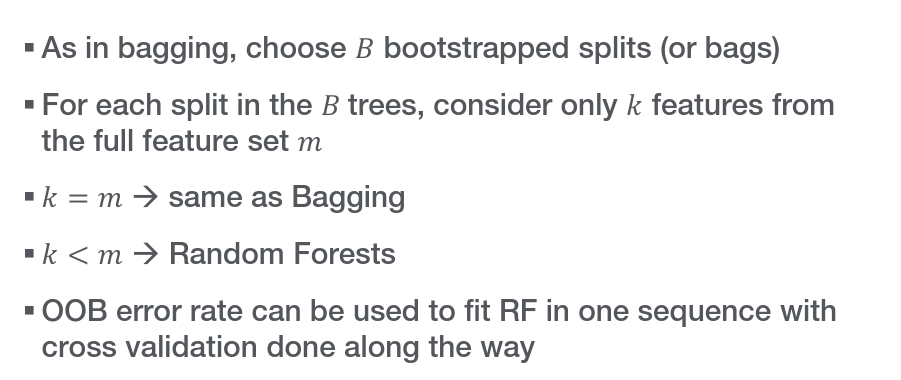 ▪ As in bagging, choose B bootstrapped splits (or bags)
▪ For each split in the B trees, consider only k features from
the full feature set m
▪ k = m → same as Bagging
▪ k < m → Random Forests
▪ OOB error rate can be used to fit RF in one sequence with
cross validation done along the way